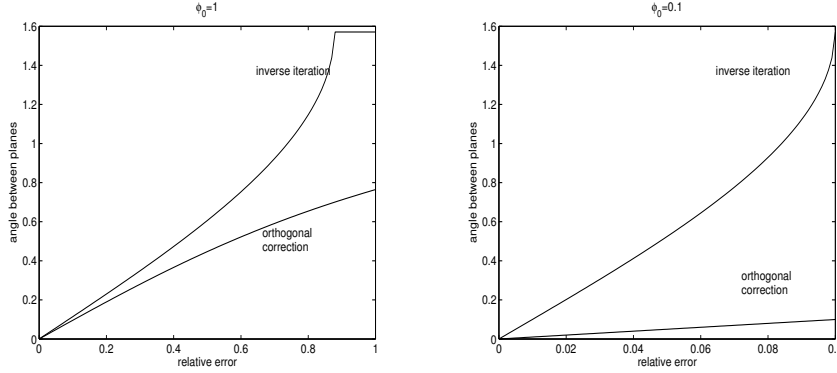 ϕ₀=1
1.6
1.4
1.2
1
0.8
0.6
0.4
0.2
0
angle between planes
inverse iteration
orthogonal
correction
0 0.2 0.4 0.6 0.8 1
relative error
ϕ₀=0.1
1.6
1.4
1.2
1
0.8
0.6
0.4
0.2
0
angle between planes
inverse iteration
orthogonal
correction
0 0.02 0.04 0.06 0.08
relative error